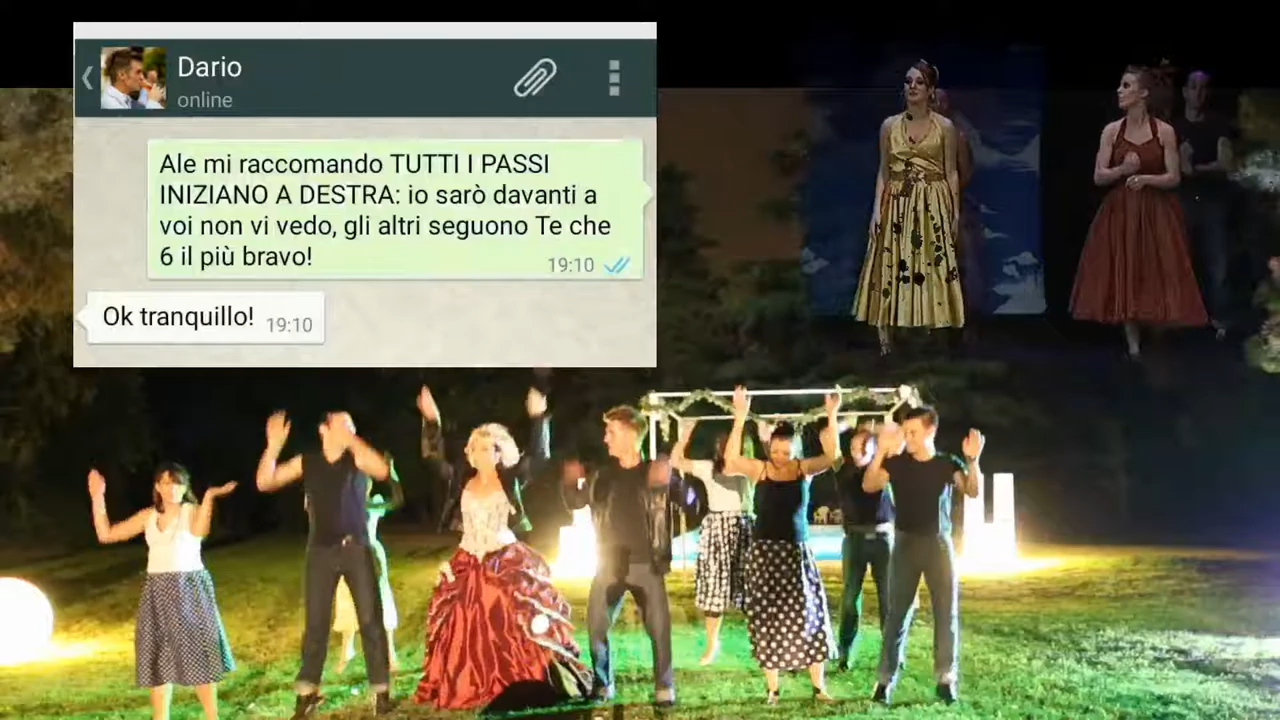 Dario
online
Ale mi raccomando TUTTI I PASSI
INIZIANO A DESTRA: io sarò davanti a
voi non vi vedo, gli altri seguono Te che
6 il più bravo!
19:10
Ok tranquillo! 19:10